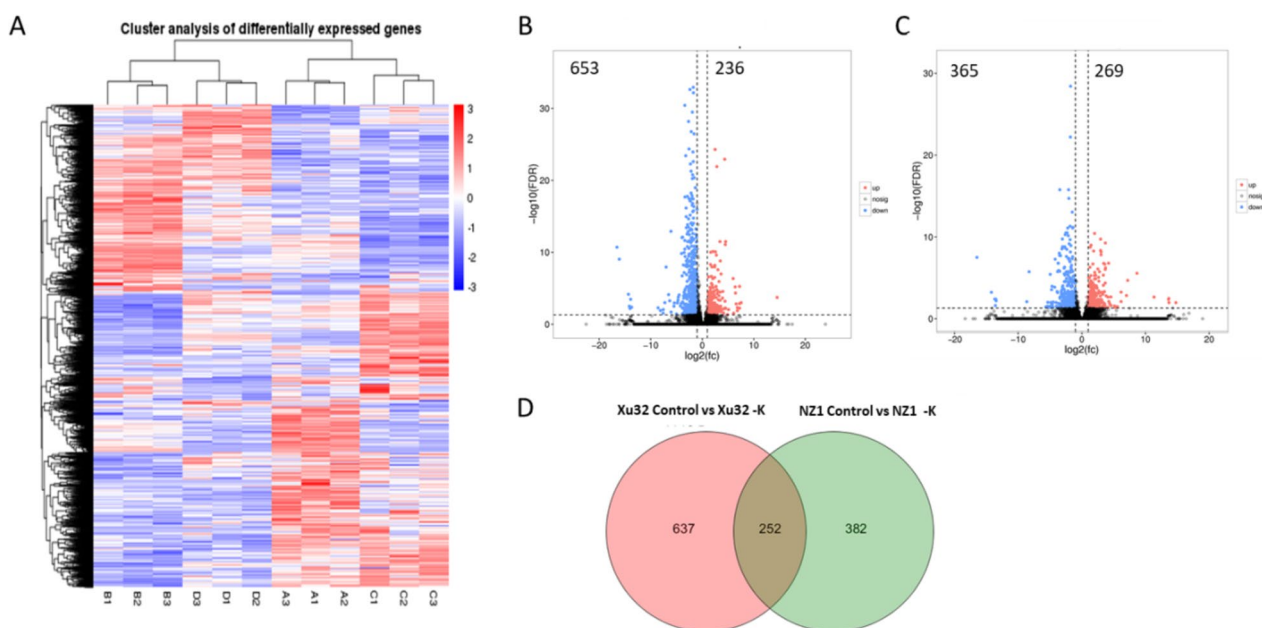 A
Cluster analysis of differentially expressed genes
3
2
1
0
-1
-2
-3
B1
B2
B3
D3
D1
D2
A3
A1
A2
C1
C2
C3
B
653
236
30
20
10
0
−log10(FDR)
−20
−10
0
10
20
log2(fc)
up
nosig
down
C
365
269
30
20
10
0
−log10(FDR)
−20
−10
0
10
20
log2(fc)
up
nosig
down
D
Xu32 Control vs Xu32 -K
NZ1 Control vs NZ1 -K
637
252
382